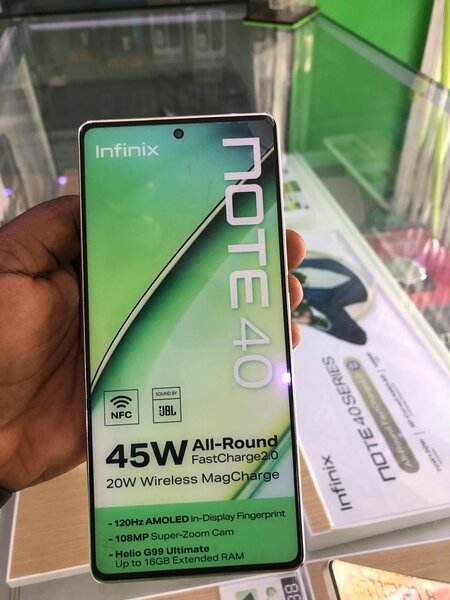 Infinix
NOTE 40
NFC
SOUND BY
JBL
45W All-Round
FastCharge2.0
20W Wireless MagCharge
- 120Hz AMOLED In-Display Fingerprint
- 108MP Super-Zoom Cam
- Helio G99 Ultimate
Up to 16GB Extended RAM
Infinix
NOTE 40 SERIES